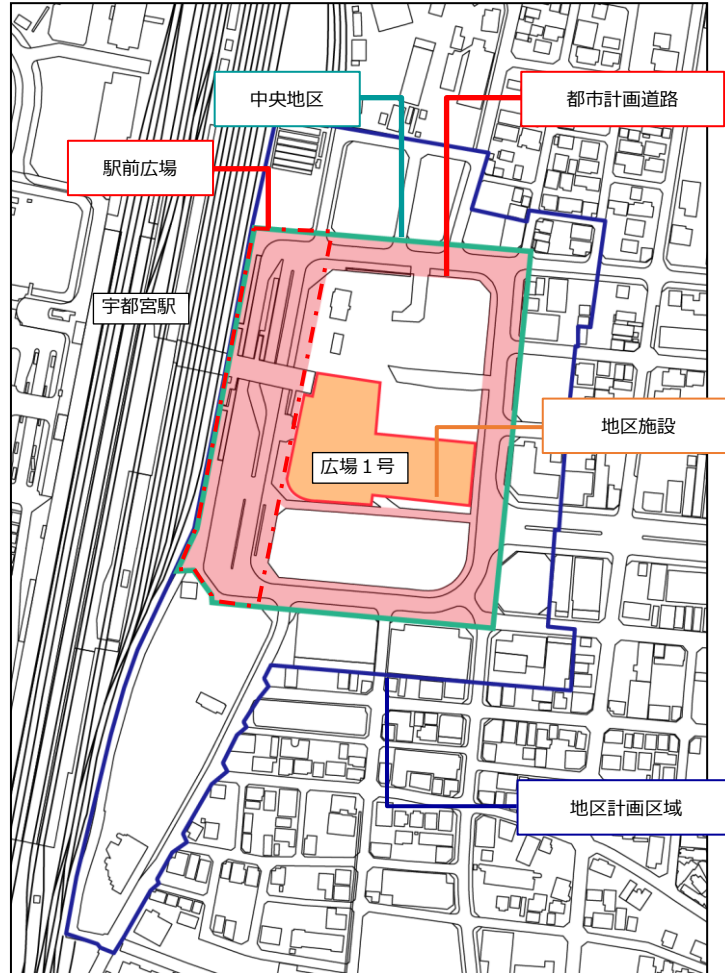 中央地区
都市計画道路
駅前広場
宇都宮駅
地区施設
広場１号
地区計画区域